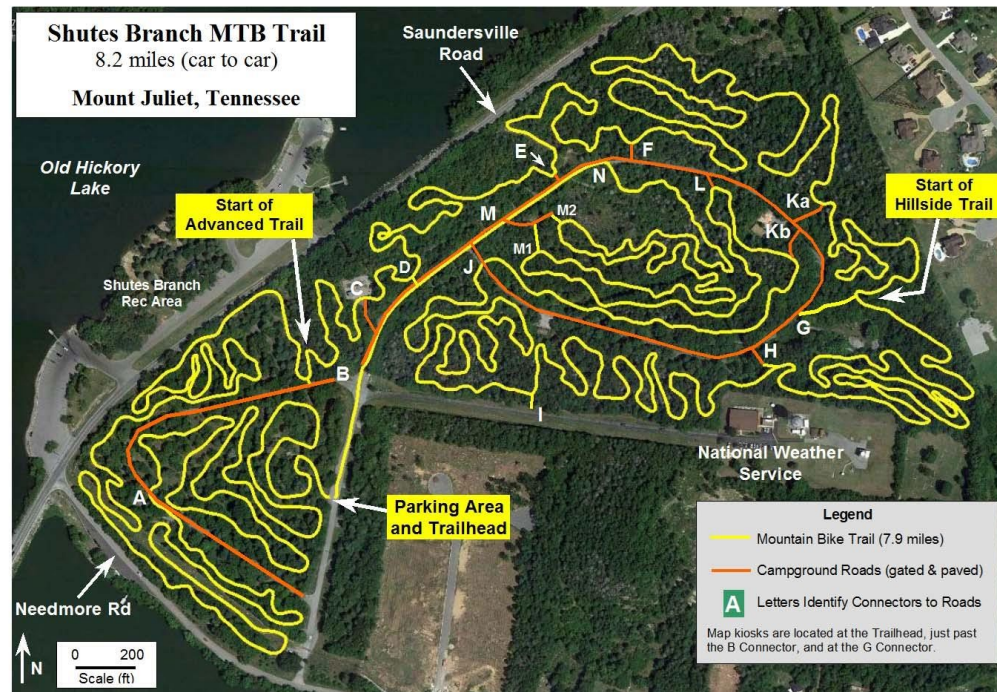 Shutes Branch MTB Trail
8.2 miles (car to car)
Mount Juliet, Tennessee
Saundersville
Road
Old Hickory
Lake
Start of
Advanced Trail
Shutes Branch
Rec Area
E
F
N
L
M
M2
M1
Ka
Kb
Start of
Hillside Trail
D
J
C
G
H
B
I
A
National Weather
Service
Parking Area
and Trailhead
Needmore Rd
N
0 200
Scale (ft)
Legend
Mountain Bike Trail (7.9 miles)
Campground Roads (gated & paved)
A Letters Identify Connectors to Roads
Map kiosks are located at the Trailhead, just past
the B Connector, and at the G Connector.